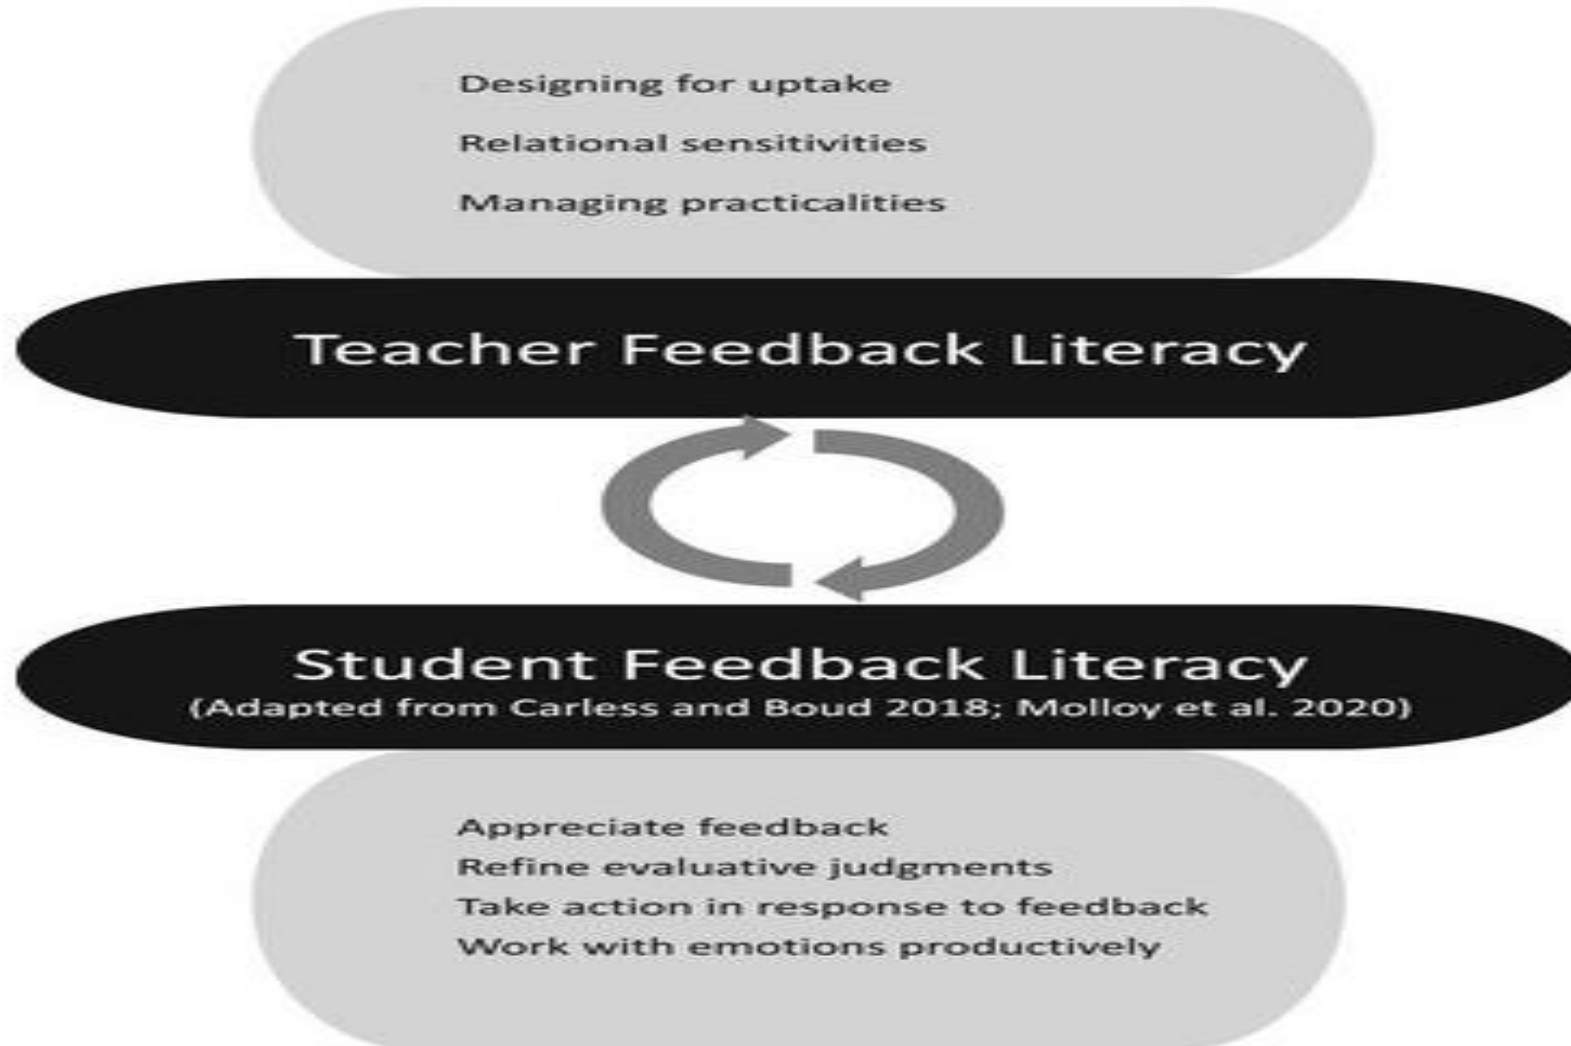 Designing for uptake
Relational sensitivities
Managing practicalities
Teacher Feedback Literacy
Student Feedback Literacy
(Adapted from Carless and Boud 2018; Molloy et al. 2020)
Appreciate feedback
Refine evaluative judgments
Take action in response to feedback
Work with emotions productively